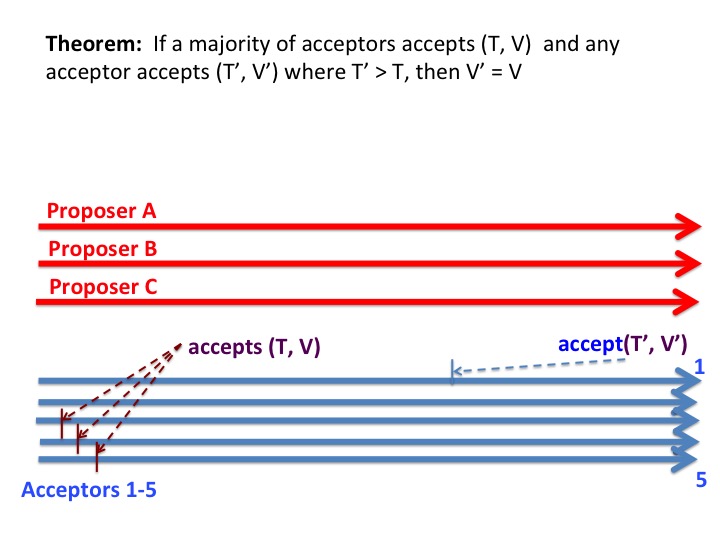 Theorem:  If a majority of acceptors accepts (T, V)  and any
acceptor accepts (T’, V’) where T’ > T, then V’ = V
Proposer A
Proposer B
Proposer C
accepts (T, V)
accept(T’, V’)
1
5
Acceptors 1-5